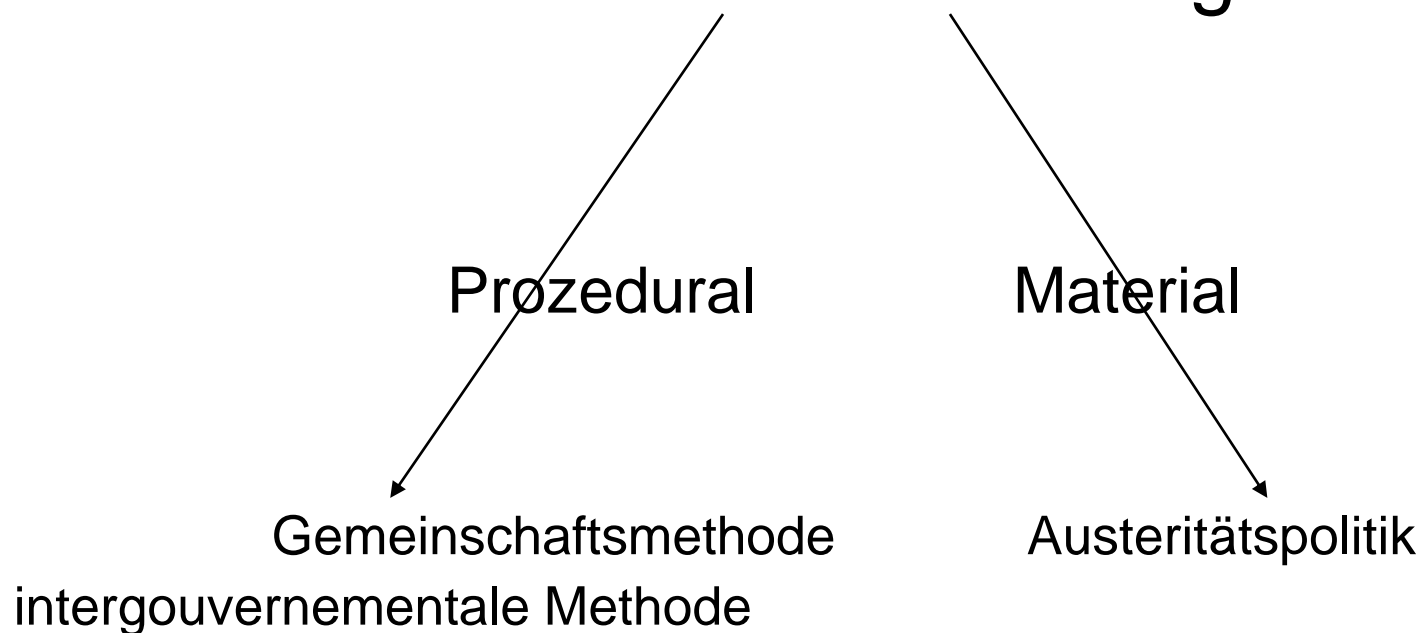 Prozedural Material
Gemeinschaftsmethode Austeritätspolitik
intergouvernementale Methode